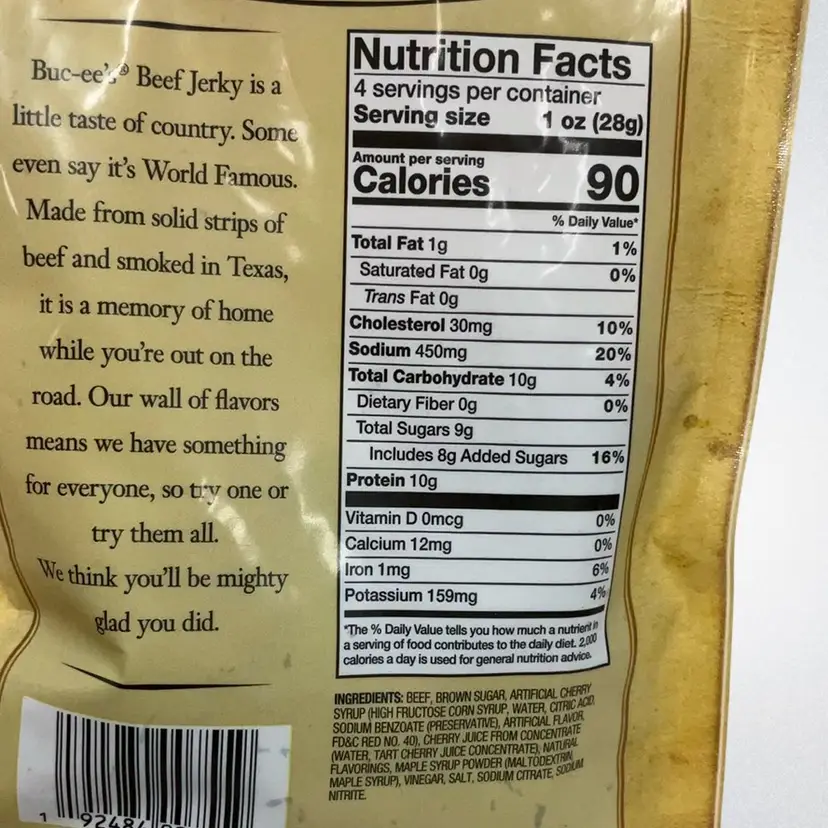 Buc-ee's® Beef Jerky is a
little taste of country. Some
even say it's World Famous.
Made from solid strips of
beef and smoked in Texas,
it is a memory of home
while you're out on the
road. Our wall of flavors
means we have something
for everyone, so try one or
try them all.
We think you'll be mighty
glad you did.
Nutrition Facts
4 servings per container
Serving size 1 oz (28g)
Amount per serving
Calories 90
% Daily Value*
Total Fat 1g 1%
Saturated Fat 0g 0%
Trans Fat 0g
Cholesterol 30mg 10%
Sodium 450mg 20%
Total Carbohydrate 10g 4%
Dietary Fiber 0g 0%
Total Sugars 9g
Includes 8g Added Sugars 16%
Protein 10g
Vitamin D 0mcg 0%
Calcium 12mg 0%
Iron 1mg 6%
Potassium 159mg 4%
*The % Daily Value tells you how much a nutrient in
a serving of food contributes to the daily diet. 2,000
calories a day is used for general nutrition advice.
INGREDIENTS: BEEF, BROWN SUGAR, ARTIFICIAL CHERRY
SYRUP (HIGH FRUCTOSE CORN SYRUP, WATER, CITRIC ACID,
SODIUM BENZOATE (PRESERVATIVE), ARTIFICIAL FLAVOR,
FD&C RED NO. 40), CHERRY JUICE FROM CONCENTRATE
(WATER, TART CHERRY JUICE CONCENTRATE), NATURAL
FLAVORINGS, MAPLE SYRUP POWDER (MALTODEXTRIN,
MAPLE SYRUP), VINEGAR, SALT, SODIUM CITRATE, SODIUM
NITRITE.
1